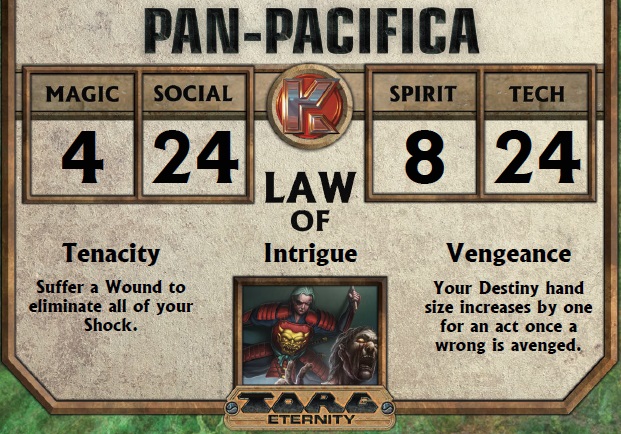 PAN-PACIFICA
MAGIC SOCIAL K SPIRIT TECH
4 24 8 24
LAW
OF
Tenacity Intrigue Vengeance
Suffer a Wound to
eliminate all of your
Shock.
Your Destiny hand
size increases by one
for an act once a
wrong is avenged.
TORG
ETERNITY